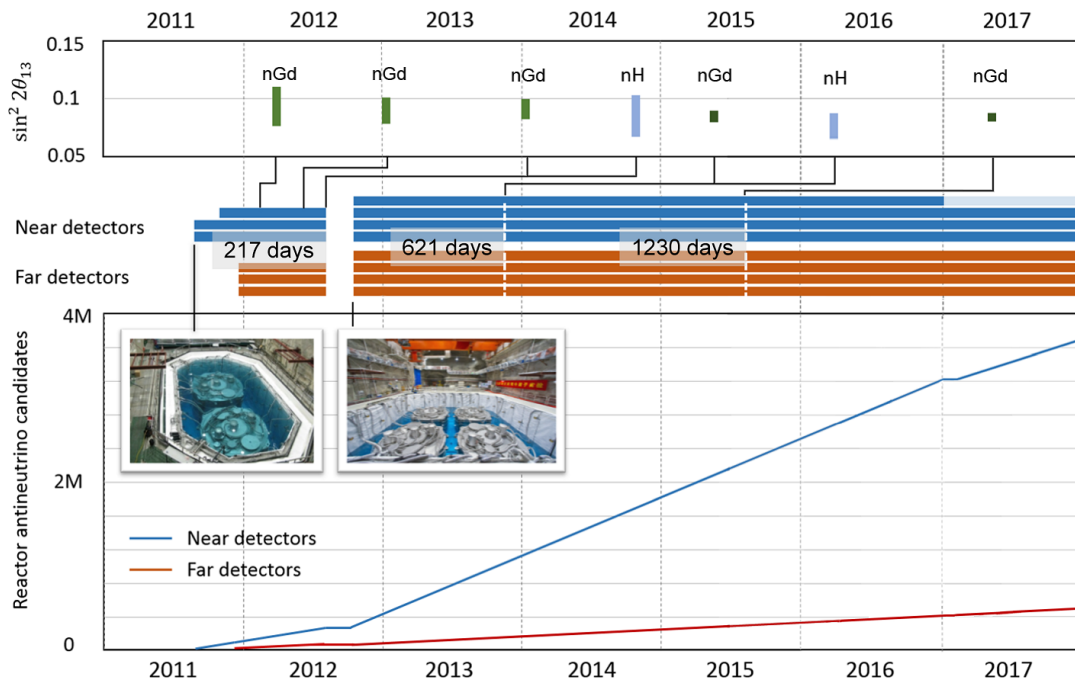 2011 2012 2013 2014 2015 2016 2017
0.15
0.1
0.05
sin² 2θ₁₃
nGd nGd nGd nH nGd nH nGd
Near detectors
217 days 621 days 1230 days
Far detectors
4M
2M
0
Reactor antineutrino candidates
Near detectors
Far detectors
2011 2012 2013 2014 2015 2016 2017